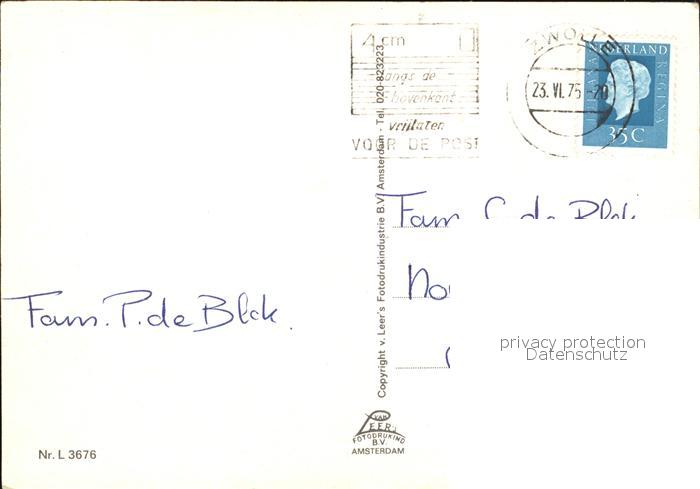 4 cm
langs de
bovenkant
vrijlaten
VOOR DE POST
ZWOLLE
23. VI. 75 -20
NEDERLAND
JULIANA REGINA
35 C
Fam.
Fam. P. de Blok.
Copyright v. Leer's Fotodrukindustrie B.V. Amsterdam - Tel. 020-823223
privacy protection
Datenschutz
VAN
LEER'S
FOTODRUKIND
B.V.
AMSTERDAM
Nr. L 3676